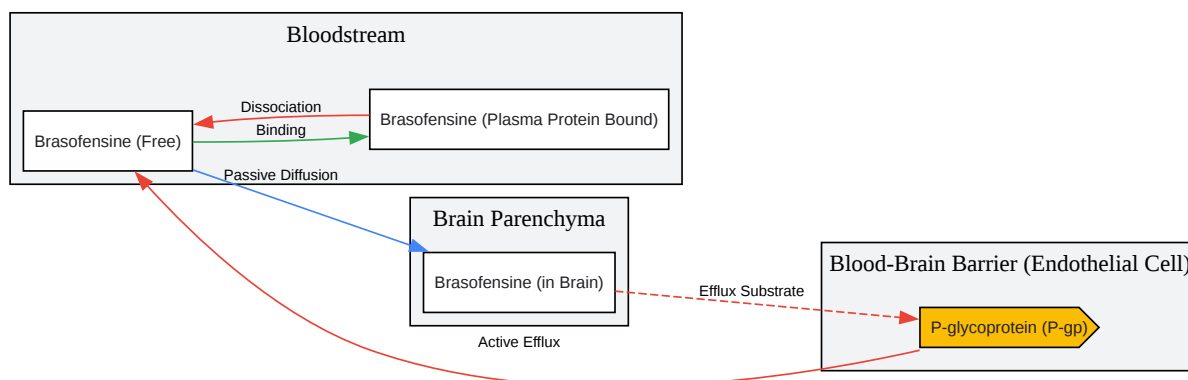 Bloodstream
Dissociation
Brasofensine (Plasma Protein Bound)
Binding
Brasofensine (Free)
Passive Diffusion
Brain Parenchyma
Blood-Brain Barrier (Endothelial Cell)
Brasofensine (in Brain)
Efflux Substrate
P-glycoprotein (P-gp)
Active Efflux